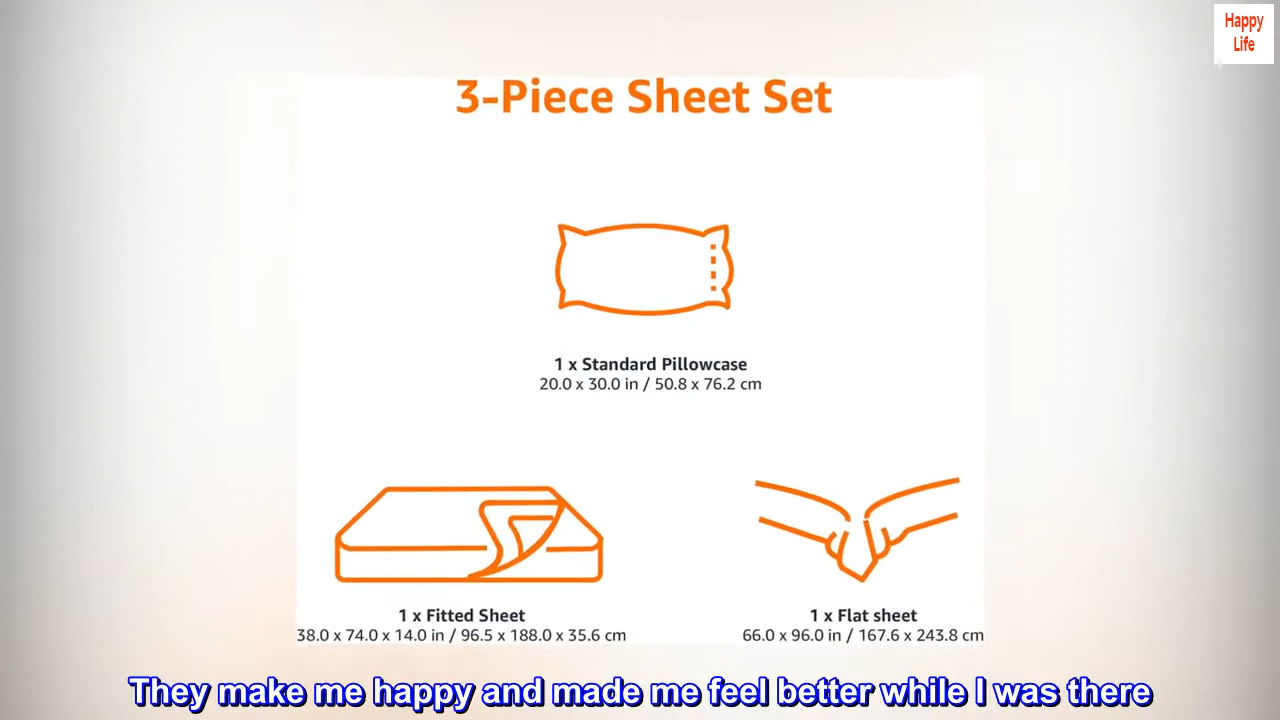 Happy
Life
3-Piece Sheet Set
1 x Standard Pillowcase
20.0 x 30.0 in / 50.8 x 76.2 cm
1 x Fitted Sheet
38.0 x 74.0 x 14.0 in / 96.5 x 188.0 x 35.6 cm
1 x Flat sheet
66.0 x 96.0 in / 167.6 x 243.8 cm
They make me happy and made me feel better while I was there